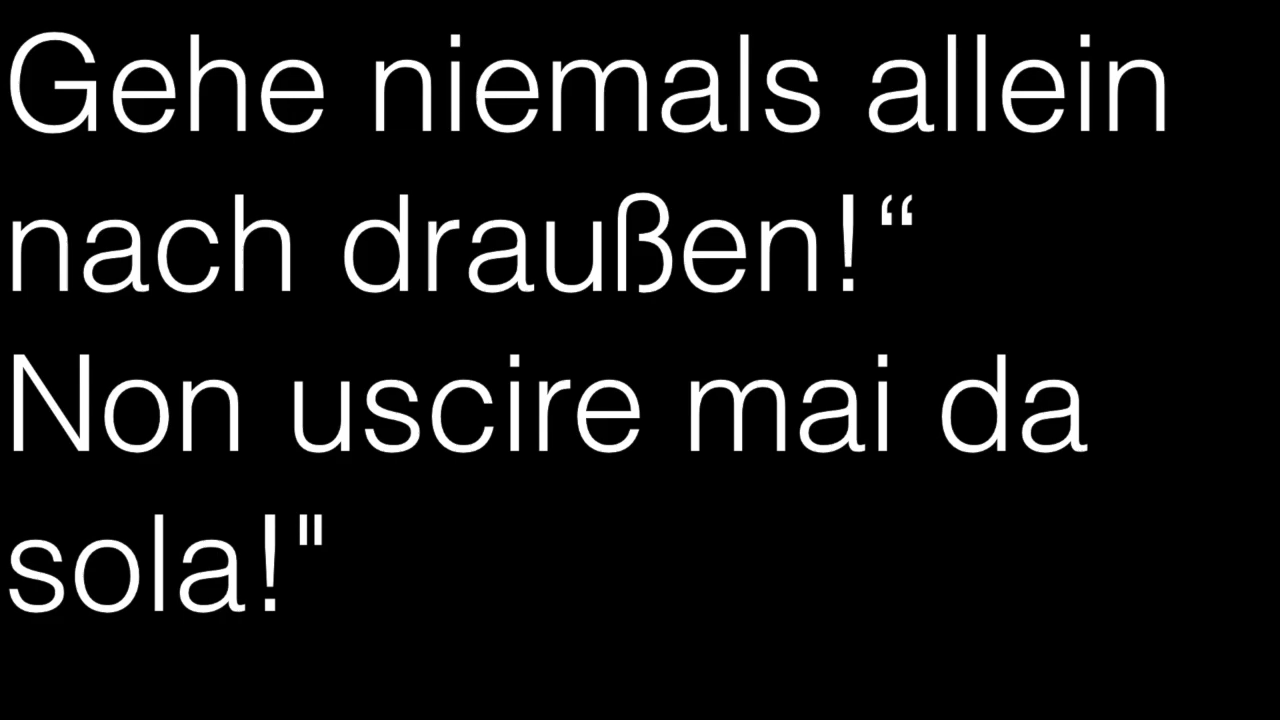 Gehe niemals allein
nach draußen!“
Non uscire mai da
sola!"